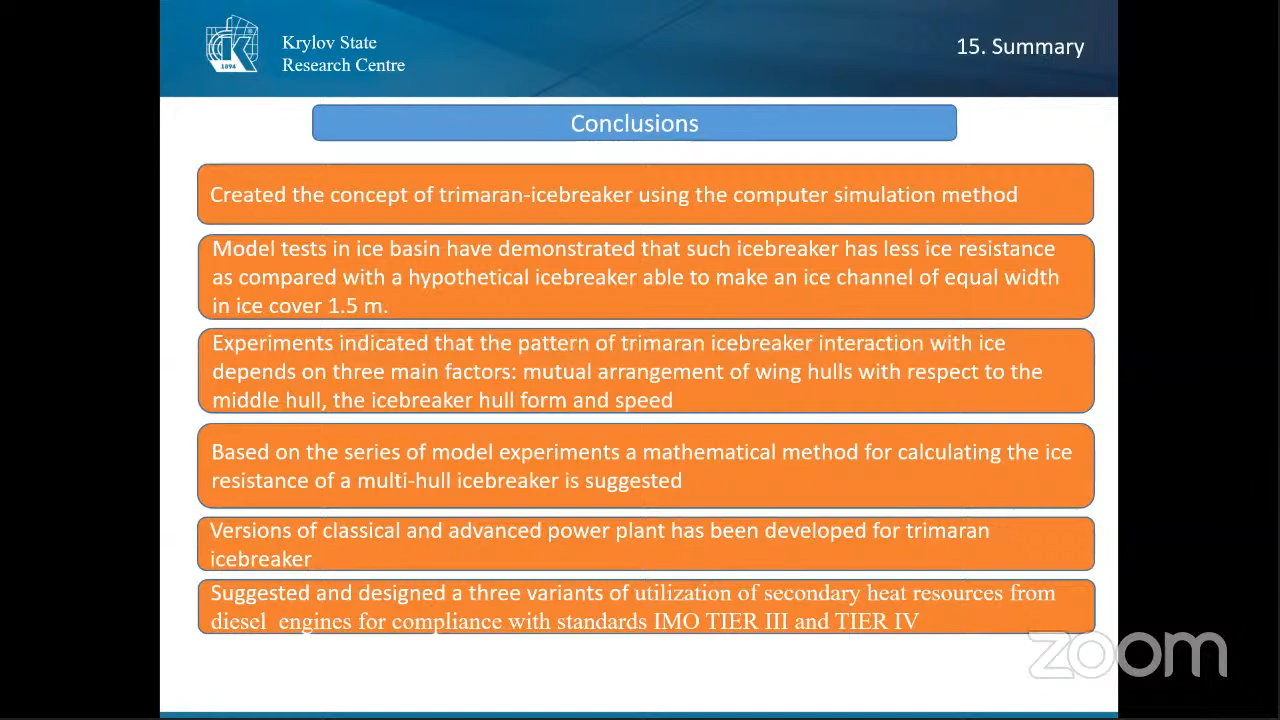 Krylov State
Research Centre
1894
15. Summary
Conclusions
Created the concept of trimaran-icebreaker using the computer simulation method
Model tests in ice basin have demonstrated that such icebreaker has less ice resistance
as compared with a hypothetical icebreaker able to make an ice channel of equal width
in ice cover 1.5 m.
Experiments indicated that the pattern of trimaran icebreaker interaction with ice
depends on three main factors: mutual arrangement of wing hulls with respect to the
middle hull, the icebreaker hull form and speed
Based on the series of model experiments a mathematical method for calculating the ice
resistance of a multi-hull icebreaker is suggested
Versions of classical and advanced power plant has been developed for trimaran
icebreaker
Suggested and designed a three variants of utilization of secondary heat resources from
diesel  engines for compliance with standards IMO TIER III and TIER IV
zoom